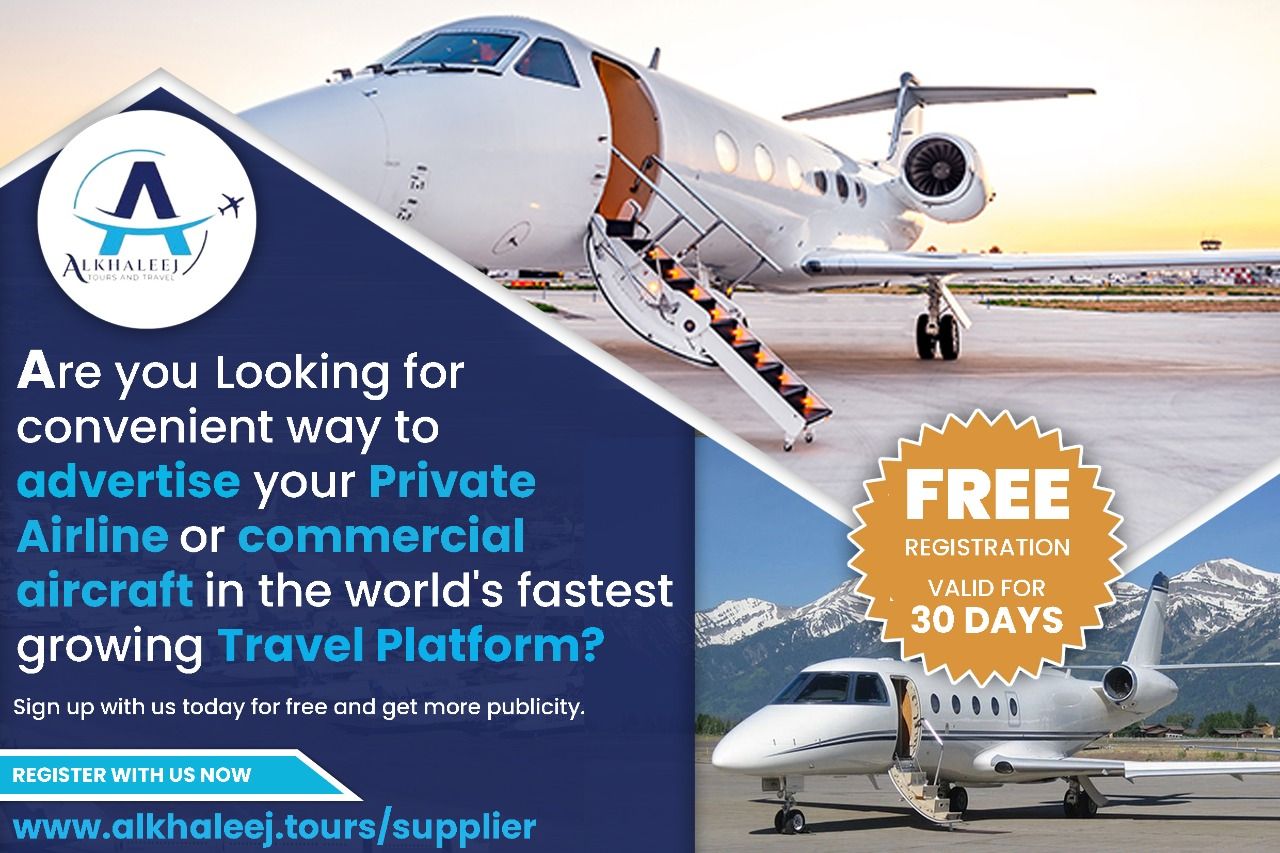 ALKHALEEJ
TOURS AND TRAVEL
Are you Looking for
convenient way to
advertise your Private
Airline or commercial
aircraft in the world's fastest
growing Travel Platform?
Sign up with us today for free and get more publicity.
REGISTER WITH US NOW
www.alkhaleej.tours/supplier
FREE
REGISTRATION
VALID FOR
30 DAYS